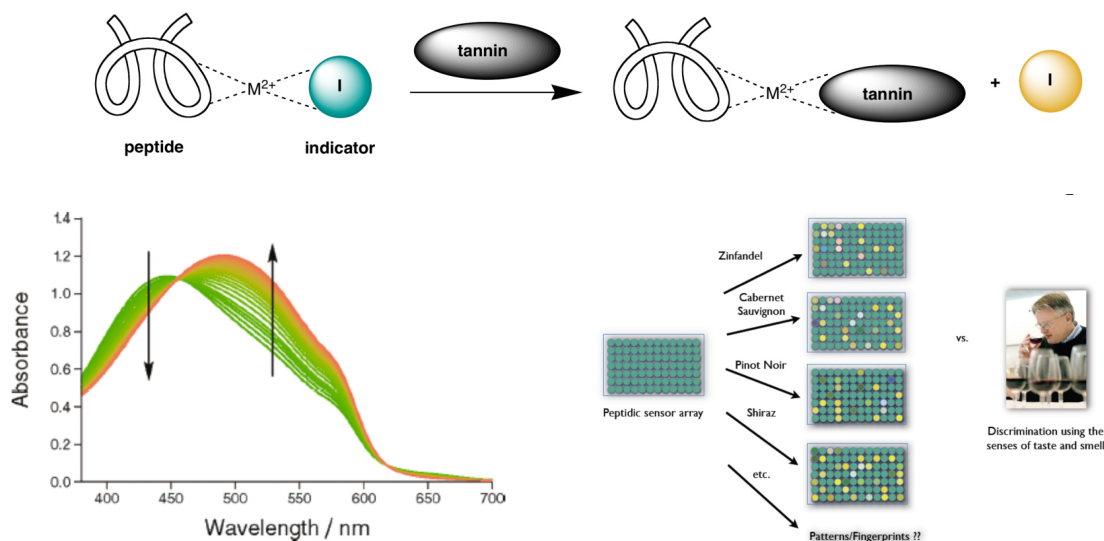 tannin
M2+
I
peptide
indicator
M2+
tannin
+
I
1.4
1.2
1.0
0.8
0.6
0.4
0.2
0.0
Absorbance
400 450 500 550 600 650 700
Wavelength / nm
Peptidic sensor array
Zinfandel
Cabernet
Sauvignon
Pinot Noir
Shiraz
etc.
Patterns/Fingerprints ??
vs.
Discrimination using the
senses of taste and smell